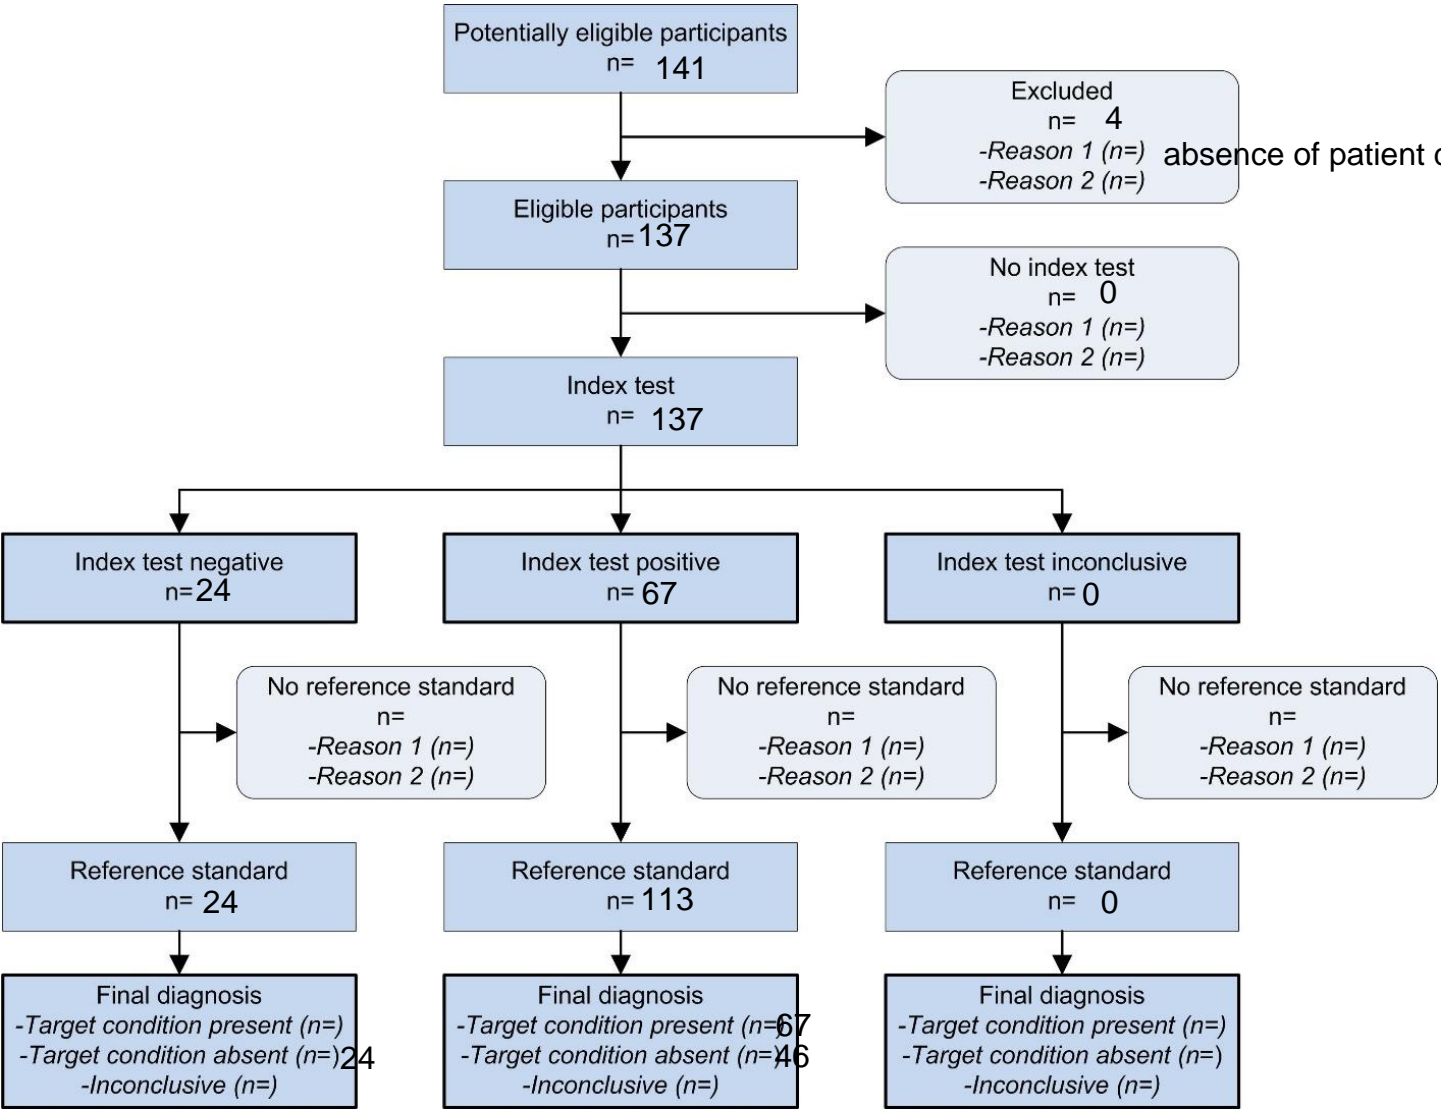 Potentially eligible participants
n= 141
Excluded
n= 4
-Reason 1 (n=) absence of patient
-Reason 2 (n=)
Eligible participants
n=137
No index test
n= 0
-Reason 1 (n=)
-Reason 2 (n=)
Index test
n= 137
Index test negative
n=24
Index test positive
n= 67
Index test inconclusive
n= 0
No reference standard
n=
-Reason 1 (n=)
-Reason 2 (n=)
No reference standard
n=
-Reason 1 (n=)
-Reason 2 (n=)
No reference standard
n=
-Reason 1 (n=)
-Reason 2 (n=)
Reference standard
n= 24
Reference standard
n= 113
Reference standard
n= 0
Final diagnosis
-Target condition present (n=)
-Target condition absent (n=)24
-Inconclusive (n=)
Final diagnosis
-Target condition present (n=)67
-Target condition absent (n=)46
-Inconclusive (n=)
Final diagnosis
-Target condition present (n=)
-Target condition absent (n=)
-Inconclusive (n=)